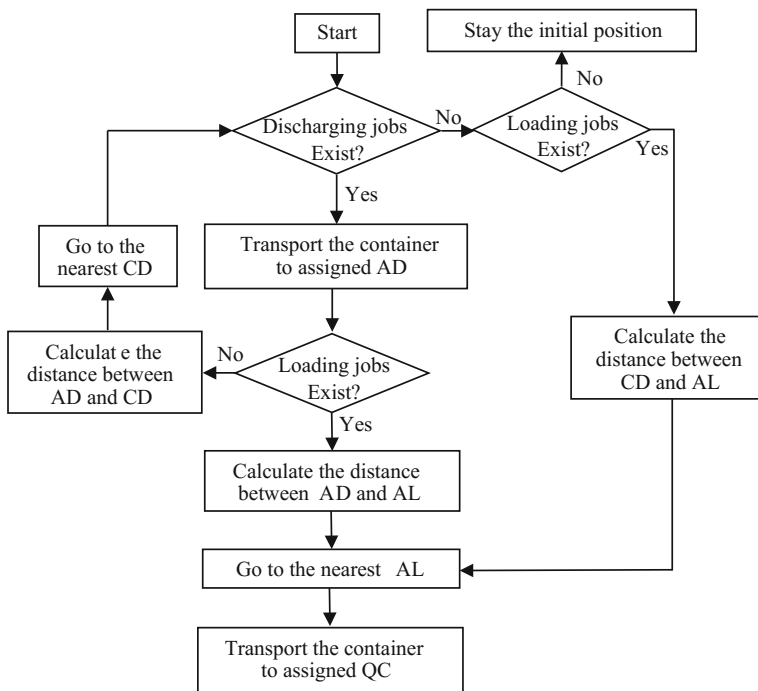 Start
Stay the initial position
No
Discharging jobs
Exist?
No
Loading jobs
Exist?
Yes
Yes
Go to the
nearest CD
Transport the container
to assigned AD
Calculat e the
distance between
AD and CD
No
Loading jobs
Exist?
Calculate the
distance between
CD and AL
Yes
Calculate the distance
between AD and AL
Go to the nearest AL
Transport the container
to assigned QC